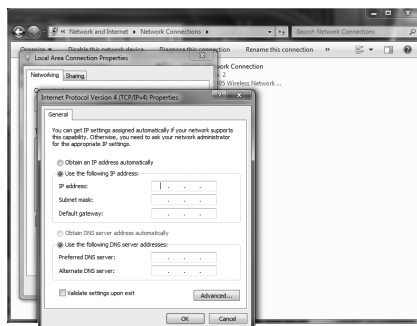 « Network and Internet ▸ Network Connections ▸
Search Network Connections
Organize ▾ Disable this network device Diagnose this connection Rename this connection »
Local Area Connection Properties
Networking Sharing
work Connection
2
95 Wireless Network ...
Internet Protocol Version 4 (TCP/IPv4) Properties
General
You can get IP settings assigned automatically if your network supports
this capability. Otherwise, you need to ask your network administrator
for the appropriate IP settings.
Obtain an IP address automatically
Use the following IP address:
IP address:
Subnet mask:
Default gateway:
Obtain DNS server address automatically
Use the following DNS server addresses:
Preferred DNS server:
Alternate DNS server:
Validate settings upon exit
Advanced...
OK Cancel